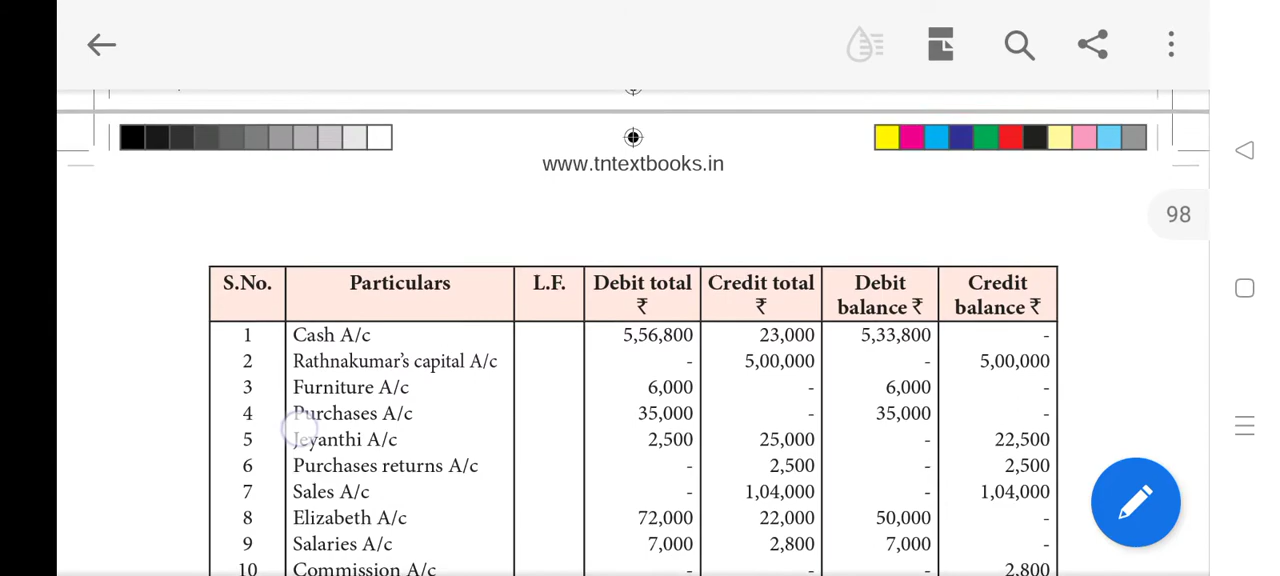 www.tntextbooks.in
98
S.No. Particulars L.F. Debit total ₹ Credit total ₹ Debit balance ₹ Credit balance ₹
1 Cash A/c 5,56,800 23,000 5,33,800 -
2 Rathnakumar's capital A/c - 5,00,000 - 5,00,000
3 Furniture A/c 6,000 - 6,000 -
4 Purchases A/c 35,000 - 35,000 -
5 Jeyanthi A/c 2,500 25,000 - 22,500
6 Purchases returns A/c - 2,500 - 2,500
7 Sales A/c - 1,04,000 - 1,04,000
8 Elizabeth A/c 72,000 22,000 50,000 -
9 Salaries A/c 7,000 2,800 7,000 -
10 Commission A/c - - - 2,800